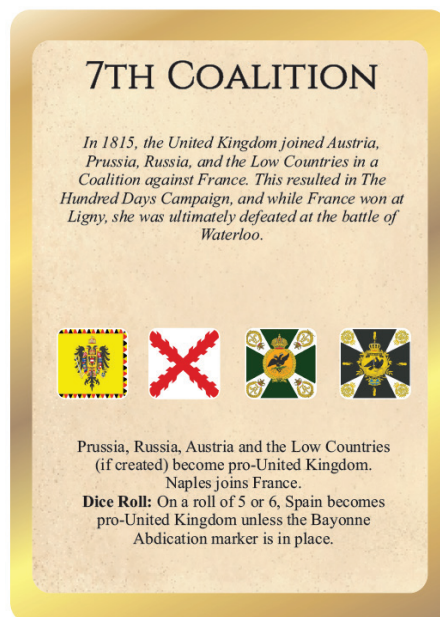 7TH COALITION
In 1815, the United Kingdom joined Austria,
Prussia, Russia, and the Low Countries in a
Coalition against France. This resulted in The
Hundred Days Campaign, and while France won at
Ligny, she was ultimately defeated at the battle of
Waterloo.
Prussia, Russia, Austria and the Low Countries
(if created) become pro-United Kingdom.
Naples joins France.
Dice Roll: On a roll of 5 or 6, Spain becomes
pro-United Kingdom unless the Bayonne
Abdication marker is in place.